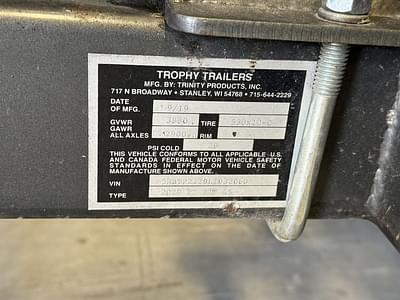 TROPHY TRAILERS
MFG. BY: TRINITY PRODUCTS, INC.
717 N BROADWAY • STANLEY, WI 54768 • 715-644-2229
DATE
OF MFG.
GVWR TIRE
GAWR
ALL AXLES RIM
PSI COLD
THIS VEHICLE CONFORMS TO ALL APPLICABLE U.S.
AND CANADA FEDERAL MOTOR VEHICLE SAFETY
STANDARDS IN EFFECT ON THE DATE OF
MANUFACTURE SHOWN ABOVE.
VIN
TYPE